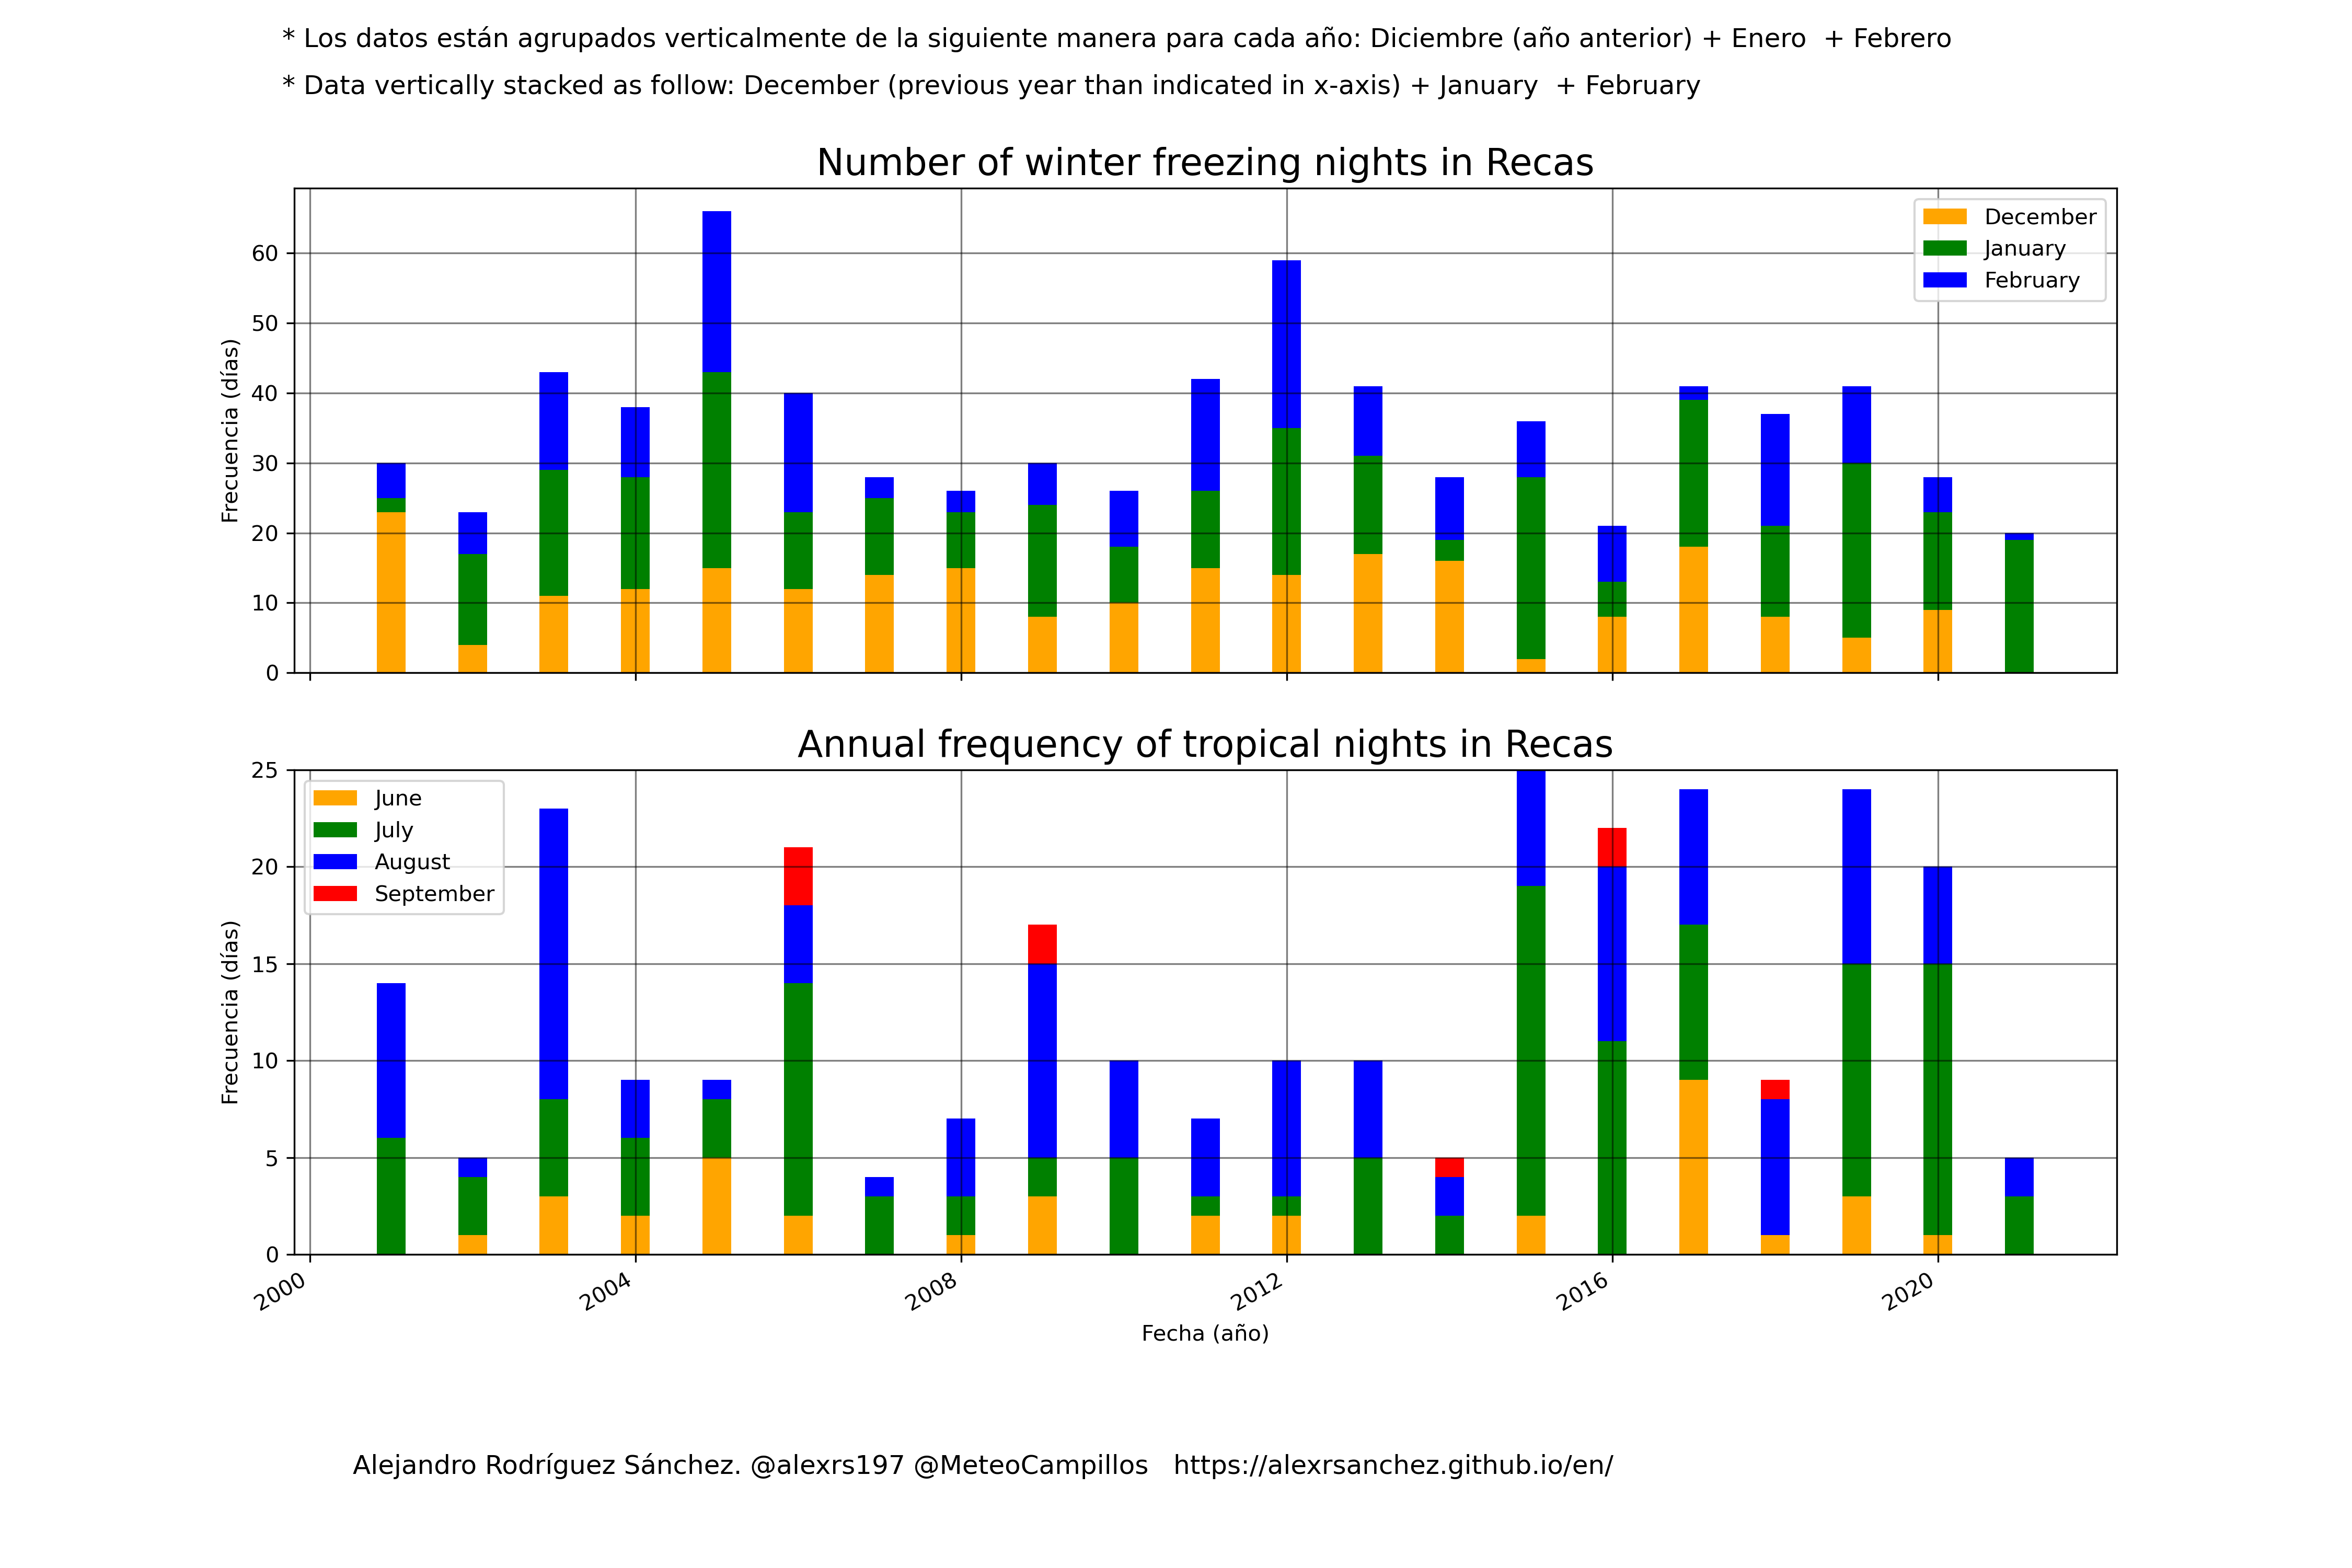 * Los datos están agrupados verticalmente de la siguiente manera para cada año: Diciembre (año anterior) + Enero  + Febrero
* Data vertically stacked as follow: December (previous year than indicated in x-axis) + January  + February
Number of winter freezing nights in Recas
Frecuencia (días)
60
50
40
30
20
10
0
December
January
February
Annual frequency of tropical nights in Recas
Frecuencia (días)
25
20
15
10
5
0
June
July
August
September
2000
2004
2008
2012
2016
2020
Fecha (año)
Alejandro Rodríguez Sánchez. @alexrs197 @MeteoCampillos   https://alexrsanchez.github.io/en/